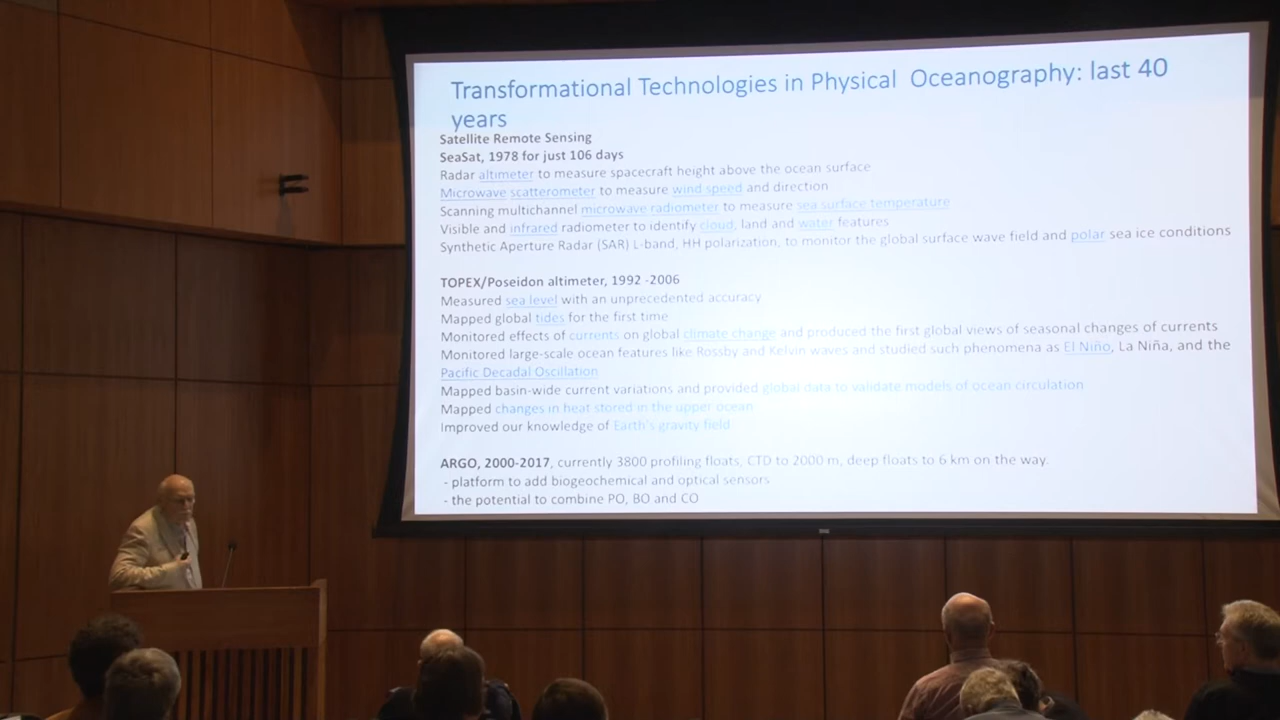 Transformational Technologies in Physical Oceanography: last 40
years
Satellite Remote Sensing
SeaSat, 1978 for just 106 days
Radar altimeter to measure spacecraft height above the ocean surface
Microwave scatterometer to measure wind speed and direction
Scanning multichannel microwave radiometer to measure sea surface temperature
Visible and infrared radiometer to identify cloud, land and water features
Synthetic Aperture Radar (SAR) L-band, HH polarization, to monitor the global surface wave field and polar sea ice conditions
TOPEX/Poseidon altimeter, 1992 -2006
Measured sea level with an unprecedented accuracy
Mapped global tides for the first time
Monitored effects of currents on global climate change and produced the first global views of seasonal changes of currents
Monitored large-scale ocean features like Rossby and Kelvin waves and studied such phenomena as El Niño, La Niña, and the
Pacific Decadal Oscillation
Mapped basin-wide current variations and provided global data to validate models of ocean circulation
Mapped changes in heat stored in the upper ocean
Improved our knowledge of Earth's gravity field
ARGO, 2000-2017, currently 3800 profiling floats, CTD to 2000 m, deep floats to 6 km on the way.
- platform to add biogeochemical and optical sensors
- the potential to combine PO, BO and CO